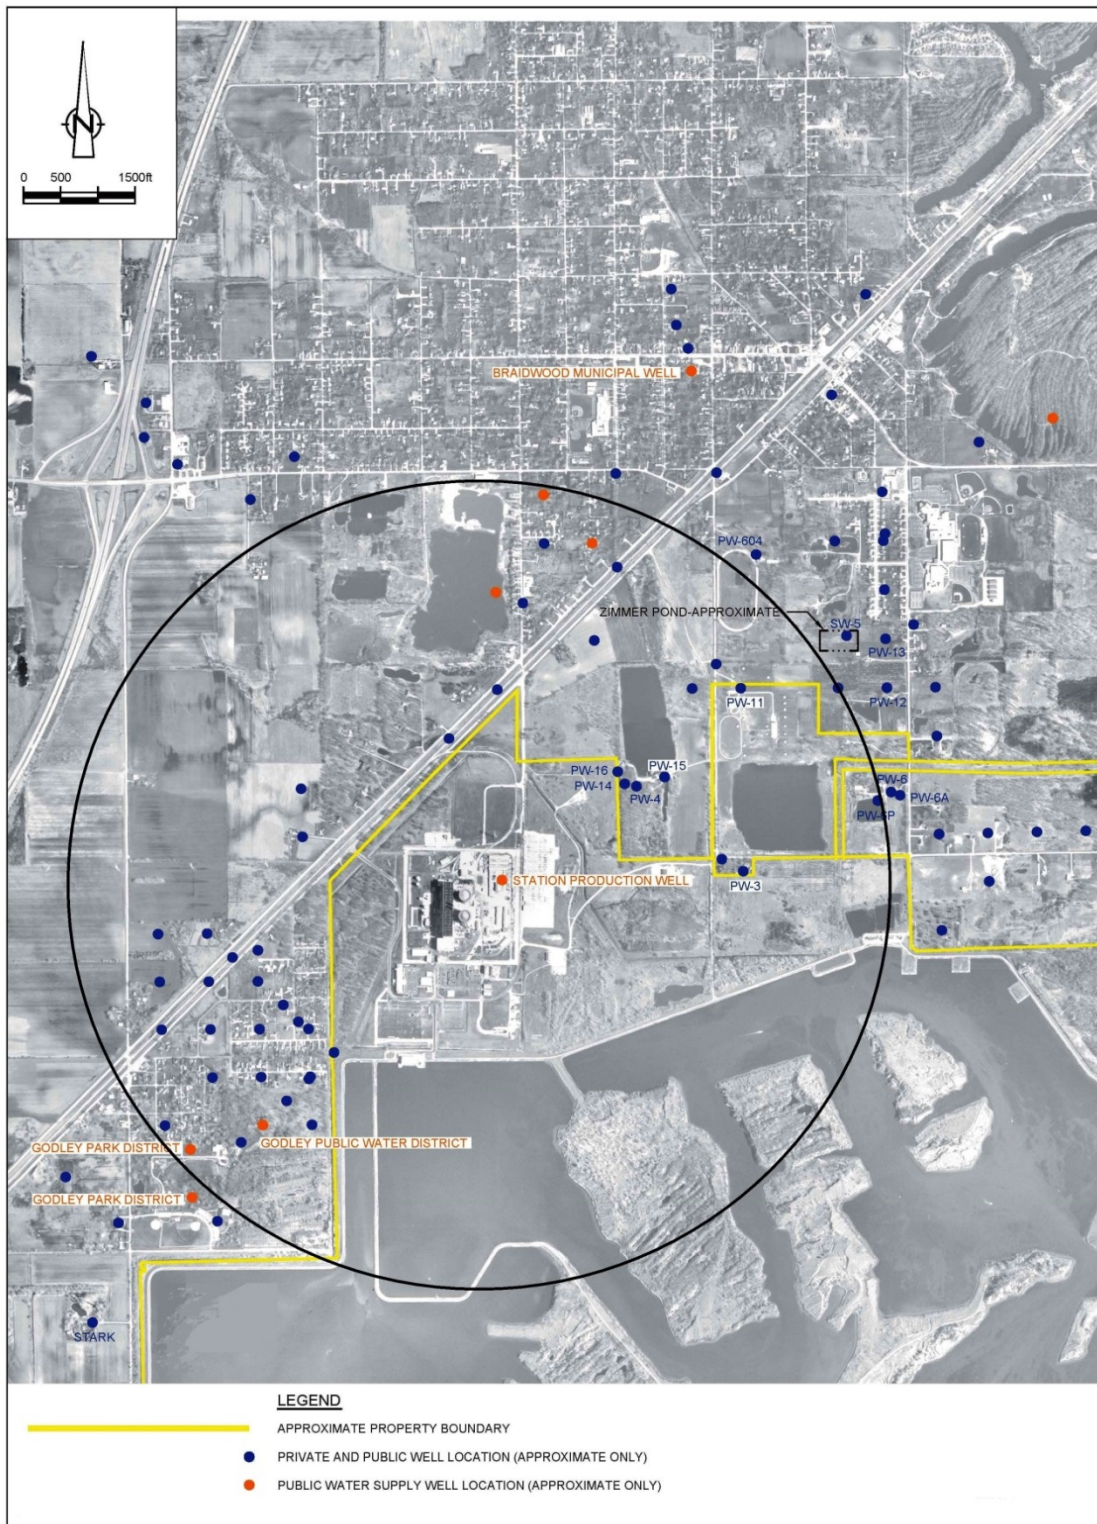 N
0 500 1500ft
BRAIDWOOD MUNICIPAL WELL
PW-604
ZIMMER POND-APPROXIMATE
SW-5
PW-13
PW-11
PW-12
PW-16
PW-15
PW-14
PW-4
PW-6
PW-6A
PW-6P
PW-3
STATION PRODUCTION WELL
GODLEY PUBLIC WATER DISTRICT
GODLEY PARK DISTRICT
GODLEY PARK DISTRICT
STARK
LEGEND
APPROXIMATE PROPERTY BOUNDARY
PRIVATE AND PUBLIC WELL LOCATION (APPROXIMATE ONLY)
PUBLIC WATER SUPPLY WELL LOCATION (APPROXIMATE ONLY)